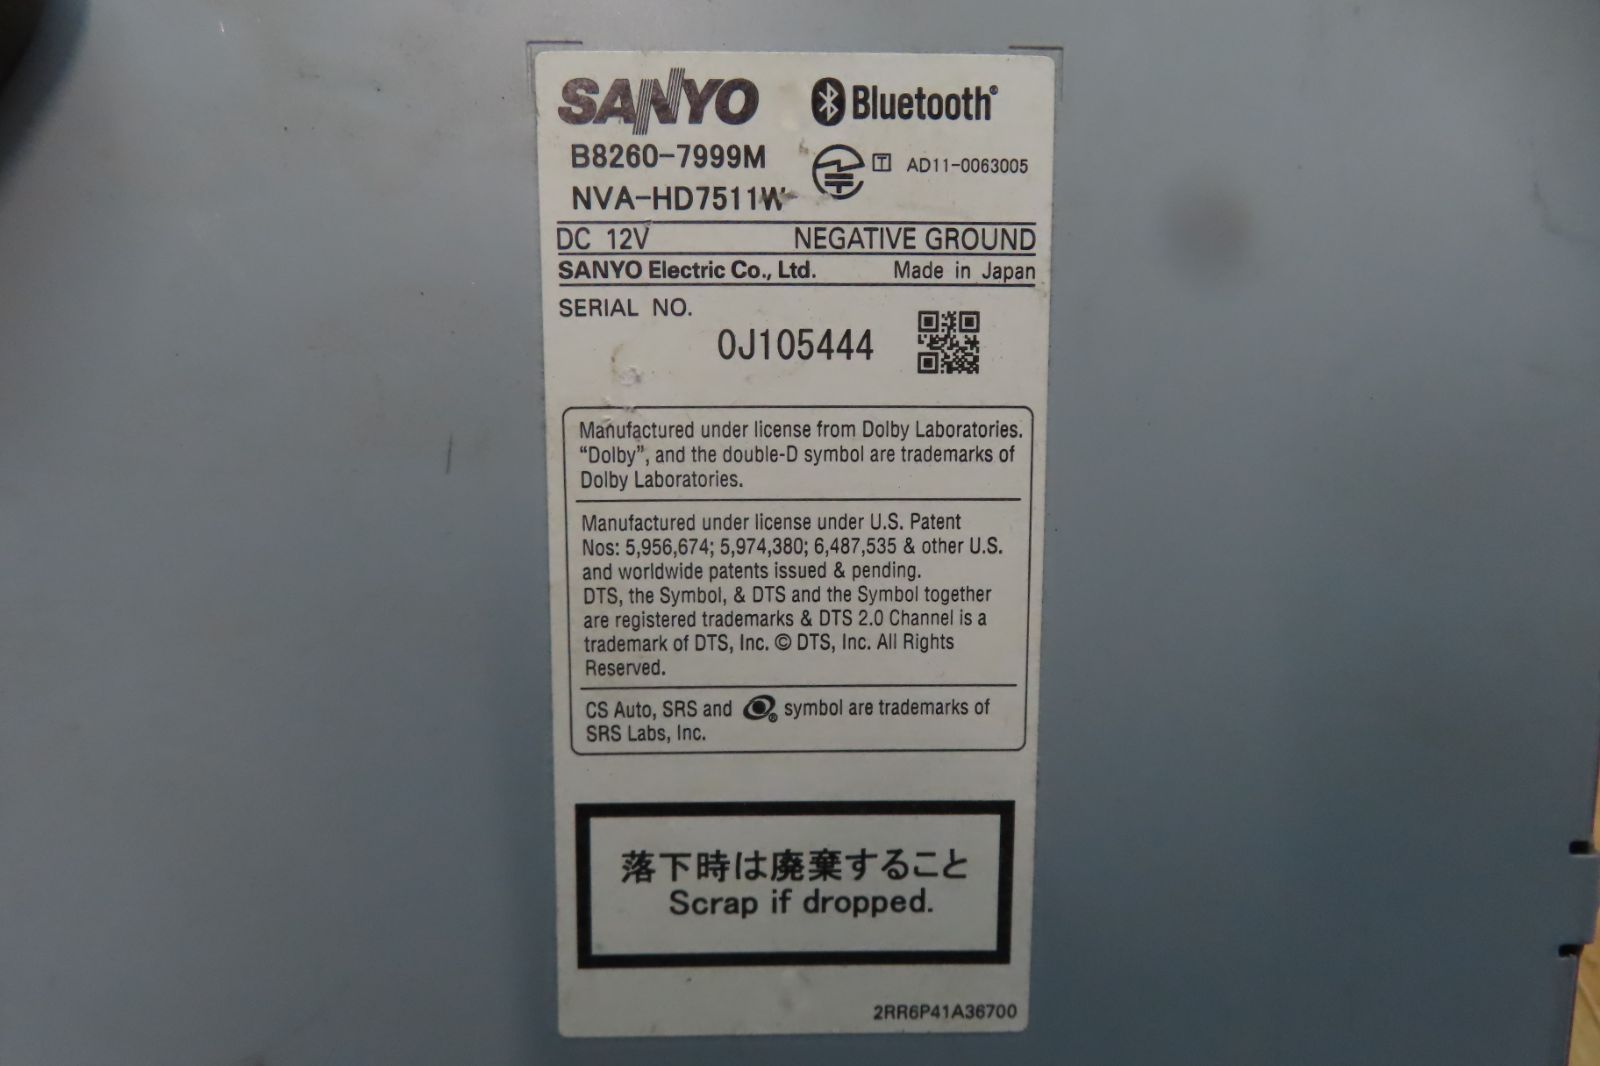 SANYO
Bluetooth®
B8260-7999M
T AD11-0063005
NVA-HD7511W
DC 12V NEGATIVE GROUND
SANYO Electric Co., Ltd. Made in Japan
SERIAL NO.
0J105444
Manufactured under license from Dolby Laboratories.
“Dolby”, and the double-D symbol are trademarks of
Dolby Laboratories.
Manufactured under license under U.S. Patent
Nos: 5,956,674; 5,974,380; 6,487,535 & other U.S.
and worldwide patents issued & pending.
DTS, the Symbol, & DTS and the Symbol together
are registered trademarks & DTS 2.0 Channel is a
trademark of DTS, Inc. © DTS, Inc. All Rights
Reserved.
CS Auto, SRS and ® symbol are trademarks of
SRS Labs, Inc.
落下時は廃棄すること
Scrap if dropped.
2RR6P41A36700